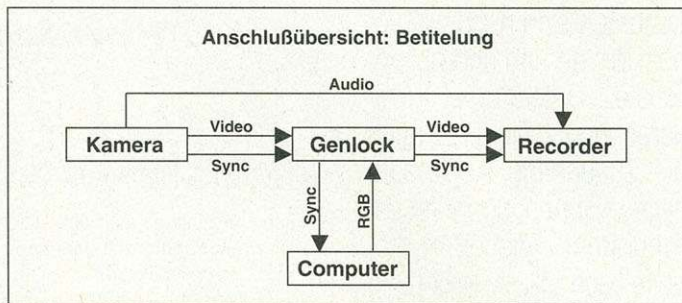 Anschlußübersicht: Betitelung
Audio
Kamera
Video
Sync
Genlock
Video
Sync
Recorder
Sync
RGB
Computer